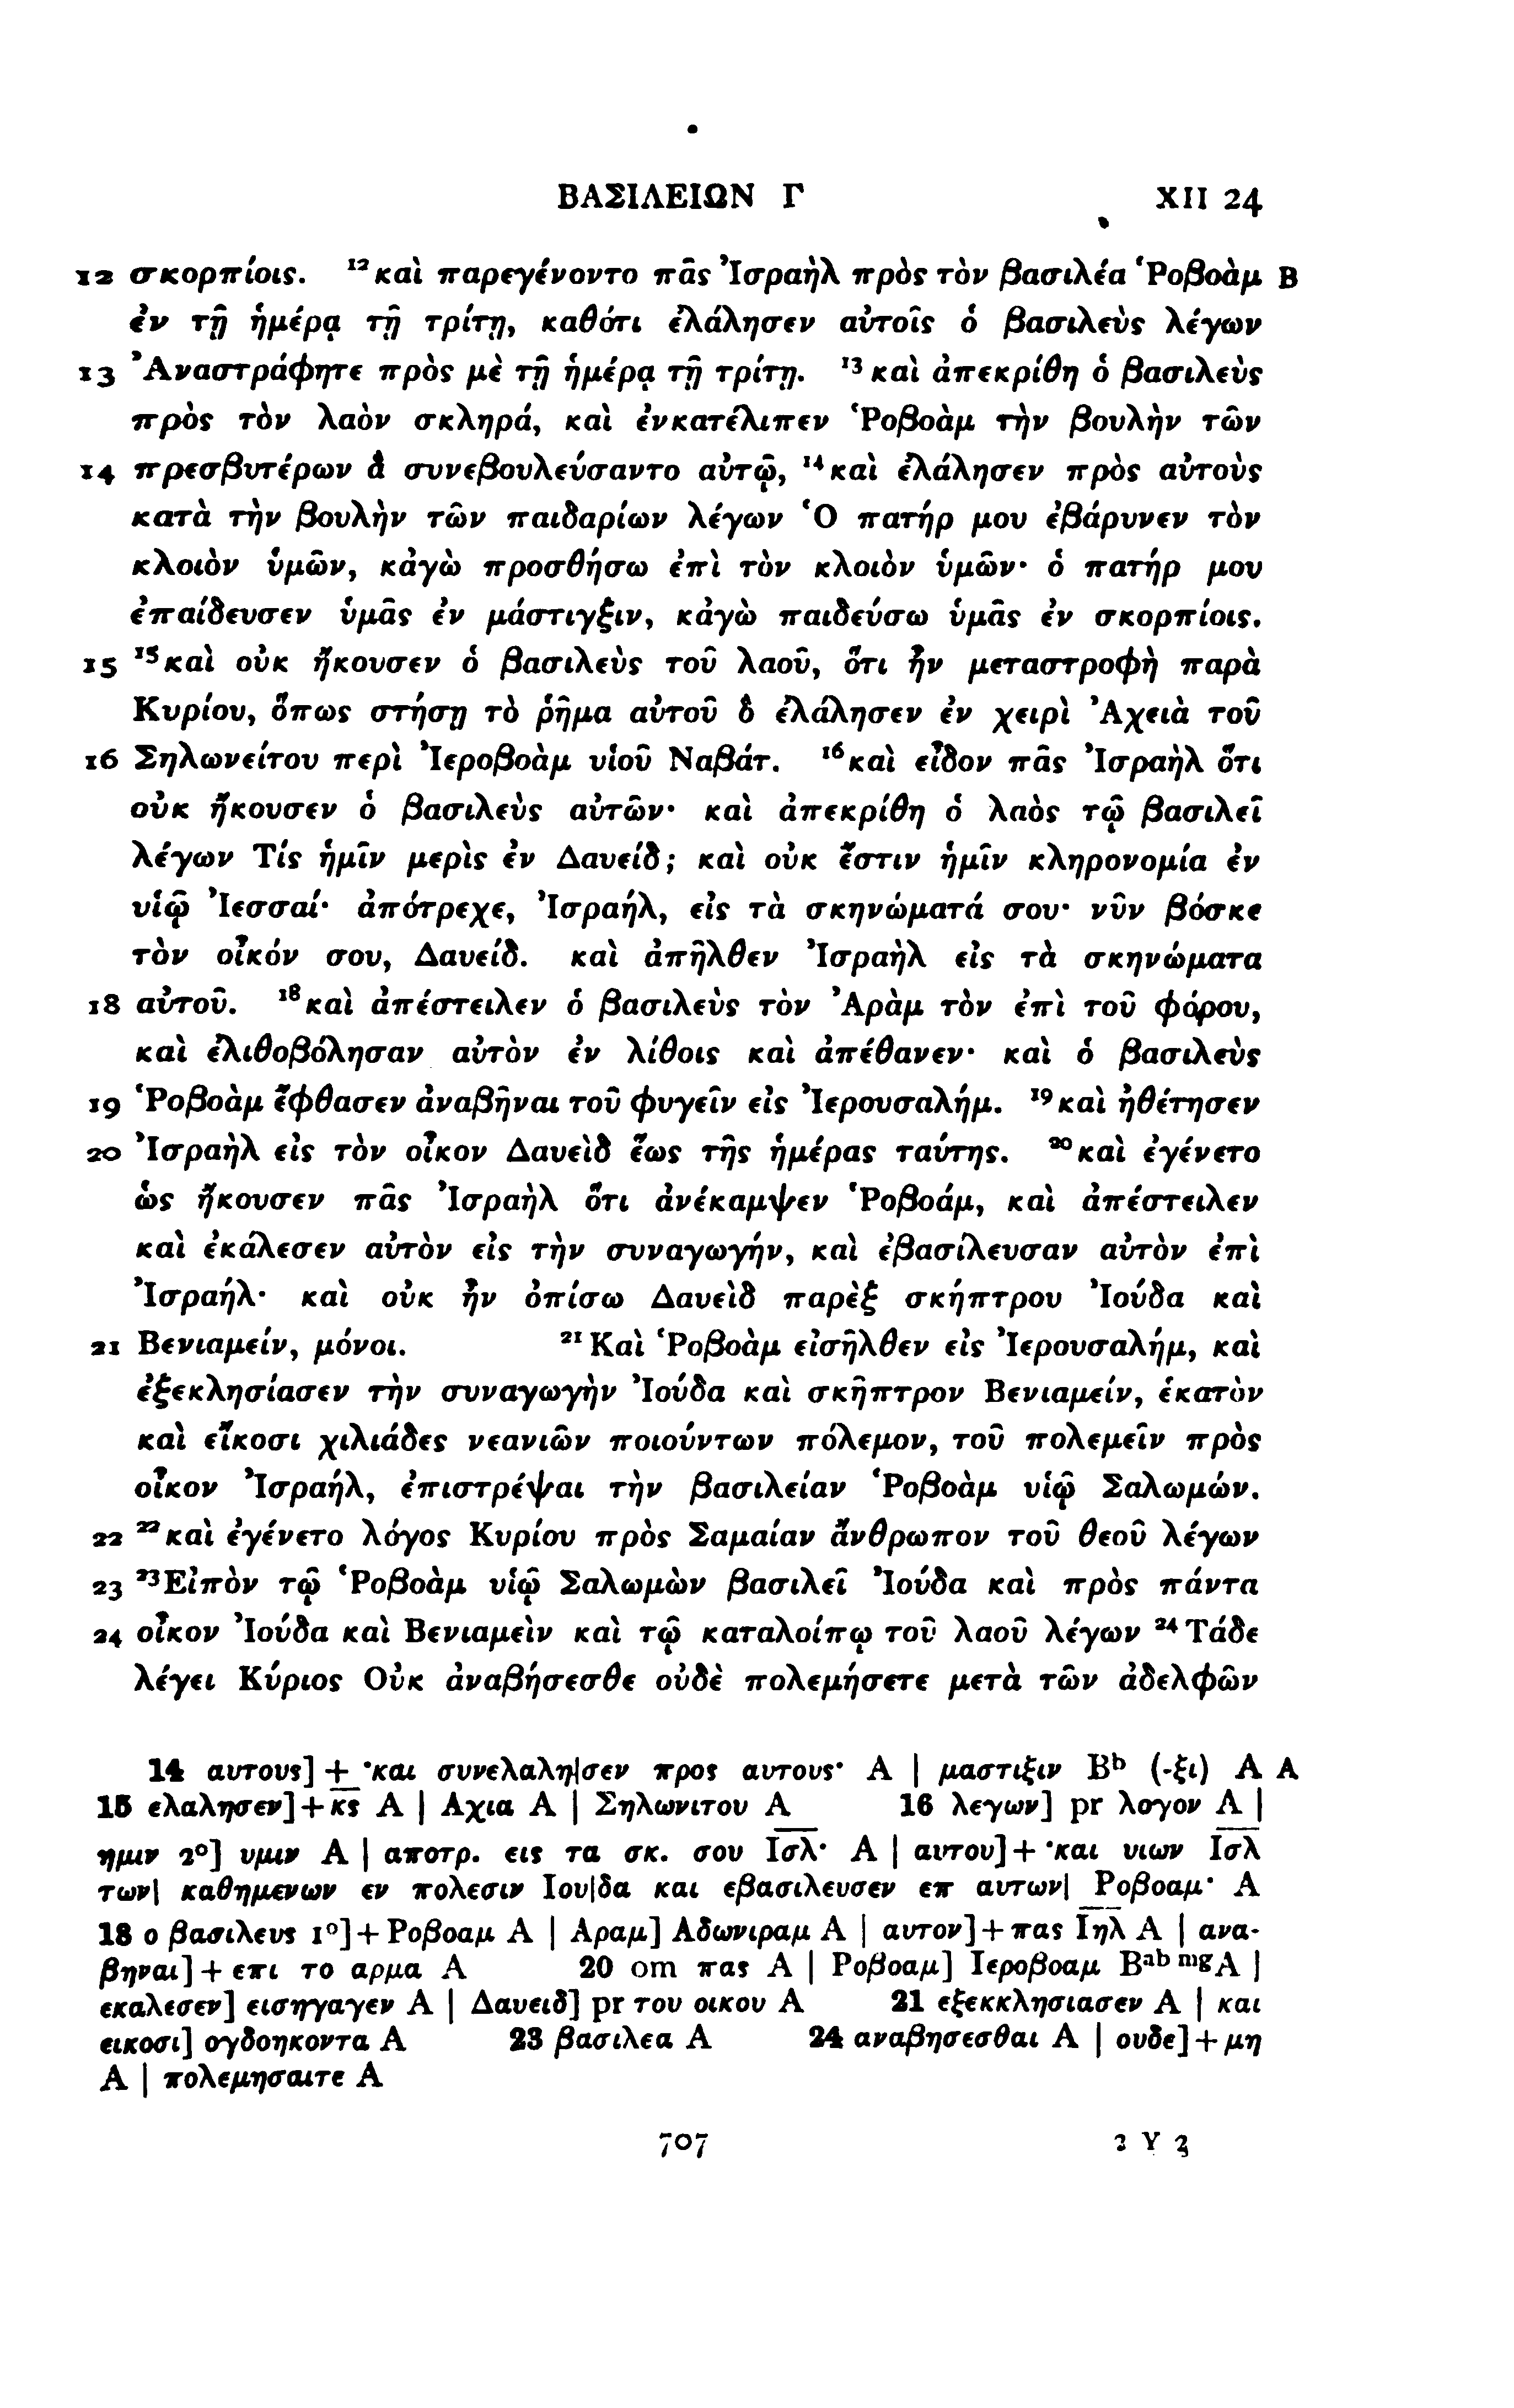 ΒΑΣΙΛΕΙΩΝ Γ XII 24
12 σκορπίοις. ¹²καὶ παρεγένοντο πᾶς Ἰσραὴλ πρὸς τὸν βασιλέα Ῥοβοὰμ B
ἐν τῇ ἡμέρᾳ τῇ τρίτῃ, καθότι ἐλάλησεν αὐτοῖς ὁ βασιλεὺς λέγων
13 Ἀναστράφητε πρὸς μὲ τῇ ἡμέρᾳ τῇ τρίτῃ. ¹³καὶ ἀπεκρίθη ὁ βασιλεὺς
πρὸς τὸν λαὸν σκληρά, καὶ ἐνκατέλιπεν Ῥοβοὰμ τὴν βουλὴν τῶν
14 πρεσβυτέρων ἃ συνεβουλεύσαντο αὐτῷ, ¹⁴καὶ ἐλάλησεν πρὸς αὐτοὺς
κατὰ τὴν βουλὴν τῶν παιδαρίων λέγων Ὁ πατήρ μου ἐβάρυνεν τὸν
κλοιὸν ὑμῶν, κἀγὼ προσθήσω ἐπὶ τὸν κλοιὸν ὑμῶν· ὁ πατήρ μου
ἐπαίδευσεν ὑμᾶς ἐν μάστιγξιν, κἀγὼ παιδεύσω ὑμᾶς ἐν σκορπίοις.
15 ¹⁵καὶ οὐκ ἤκουσεν ὁ βασιλεὺς τοῦ λαοῦ, ὅτι ἦν μεταστροφὴ παρὰ
Κυρίου, ὅπως στήσῃ τὸ ῥῆμα αὐτοῦ ὃ ἐλάλησεν ἐν χειρὶ Ἀχειὰ τοῦ
16 Σηλωνείτου περὶ Ἰεροβοὰμ υἱοῦ Ναβάτ. ¹⁶καὶ εἶδον πᾶς Ἰσραὴλ ὅτι
οὐκ ἤκουσεν ὁ βασιλεὺς αὐτῶν· καὶ ἀπεκρίθη ὁ λαὸς τῷ βασιλεῖ
λέγων Τίς ἡμῖν μερὶς ἐν Δαυείδ; καὶ οὐκ ἔστιν ἡμῖν κληρονομία ἐν
υἱῷ Ἰεσσαί· ἀπότρεχε, Ἰσραήλ, εἰς τὰ σκηνώματά σου· νῦν βόσκε
τὸν οἶκόν σου, Δαυείδ. καὶ ἀπῆλθεν Ἰσραὴλ εἰς τὰ σκηνώματα
18 αὐτοῦ. ¹⁸καὶ ἀπέστειλεν ὁ βασιλεὺς τὸν Ἀρὰμ τὸν ἐπὶ τοῦ φόρου,
καὶ ἐλιθοβόλησαν αὐτὸν ἐν λίθοις καὶ ἀπέθανεν· καὶ ὁ βασιλεὺς
19 Ῥοβοὰμ ἔφθασεν ἀναβῆναι τοῦ φυγεῖν εἰς Ἰερουσαλήμ. ¹⁹καὶ ἠθέτησεν
20 Ἰσραὴλ εἰς τὸν οἶκον Δαυεὶδ ἕως τῆς ἡμέρας ταύτης. ²⁰καὶ ἐγένετο
ὡς ἤκουσεν πᾶς Ἰσραὴλ ὅτι ἀνέκαμψεν Ῥοβοάμ, καὶ ἀπέστειλεν
καὶ ἐκάλεσεν αὐτὸν εἰς τὴν συναγωγήν, καὶ ἐβασίλευσαν αὐτὸν ἐπὶ
Ἰσραήλ· καὶ οὐκ ἦν ὀπίσω Δαυεὶδ παρὲξ σκήπτρου Ἰούδα καὶ
21 Βενιαμείν, μόνοι. ²¹Καὶ Ῥοβοὰμ εἰσῆλθεν εἰς Ἰερουσαλήμ, καὶ
ἐξεκλησίασεν τὴν συναγωγὴν Ἰούδα καὶ σκῆπτρον Βενιαμείν, ἑκατὸν
καὶ εἴκοσι χιλιάδες νεανιῶν ποιούντων πόλεμον, τοῦ πολεμεῖν πρὸς
οἶκον Ἰσραήλ, ἐπιστρέψαι τὴν βασιλείαν Ῥοβοὰμ υἱῷ Σαλωμών.
22 ²²καὶ ἐγένετο λόγος Κυρίου πρὸς Σαμαίαν ἄνθρωπον τοῦ θεοῦ λέγων
23 ²³Εἰπὸν τῷ Ῥοβοὰμ υἱῷ Σαλωμὼν βασιλεῖ Ἰούδα καὶ πρὸς πάντα
24 οἶκον Ἰούδα καὶ Βενιαμεὶν καὶ τῷ καταλοίπῳ τοῦ λαοῦ λέγων ²⁴Τάδε
λέγει Κύριος Οὐκ ἀναβήσεσθε οὐδὲ πολεμήσετε μετὰ τῶν ἀδελφῶν
14 αυτους] + ·και συνελαλη|σεν προς αυτους· A | μαστιξιν Bᵇ (-ξι) A A
15 ελαλησεν] + κ̅ς̅ A | Αχια A | Σηλωνιτου A 16 λεγων] pr λογον A |
ημιν 2º] υμιν A | αποτρ. εις τα σκ. σου Ι̅σ̅λ̅· A | αυτου] + ·και υιων Ι̅σ̅λ̅
των| καθημενων εν πολεσιν Ιου|δα και εβασιλευσεν επ αυτων| Ροβοαμ· A
18 ο βασιλευς 1º] + Ροβοαμ A | Αραμ] Αδωνιραμ A | αυτον] + πας Ι̅η̅λ̅ A | ανα-
βηναι] + επι το αρμα A 20 om πας A | Ροβοαμ] Ιεροβοαμ Bᵃᵇ ᵐᵍA |
εκαλεσεν] εισηγαγεν A | Δαυειδ] pr του οικου A 21 εξεκκλησιασεν A | και
εικοσι] ογδοηκοντα A 23 βασιλεα A 24 αναβησεσθαι A | ουδε] + μη
A | πολεμησαιτε A
707 2 Y 2